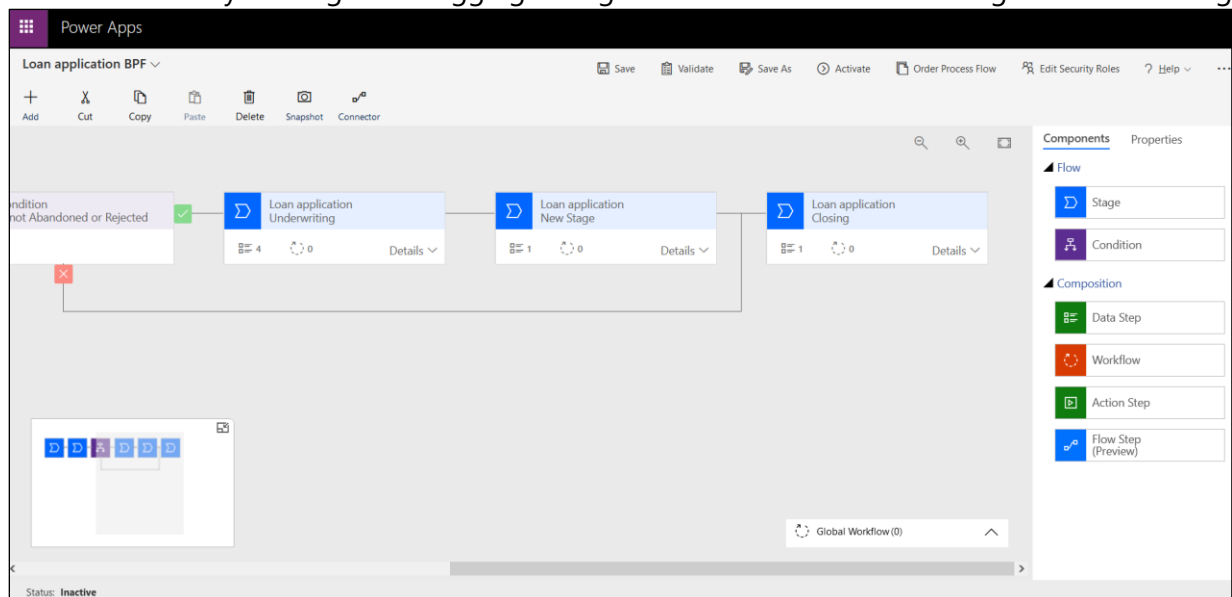 Power Apps
Loan application BPF
Save Validate Save As Activate Order Process Flow Edit Security Roles ? Help ...
Add Cut Copy Paste Delete Snapshot Connector
Components Properties
Flow
Stage
Condition
Composition
Data Step
Workflow
Action Step
Flow Step
(Preview)
ndition
not Abandoned or Rejected
Loan application
Underwriting
4 0 Details
Loan application
New Stage
1 0 Details
Loan application
Closing
1 0 Details
Global Workflow (0)
Status: Inactive